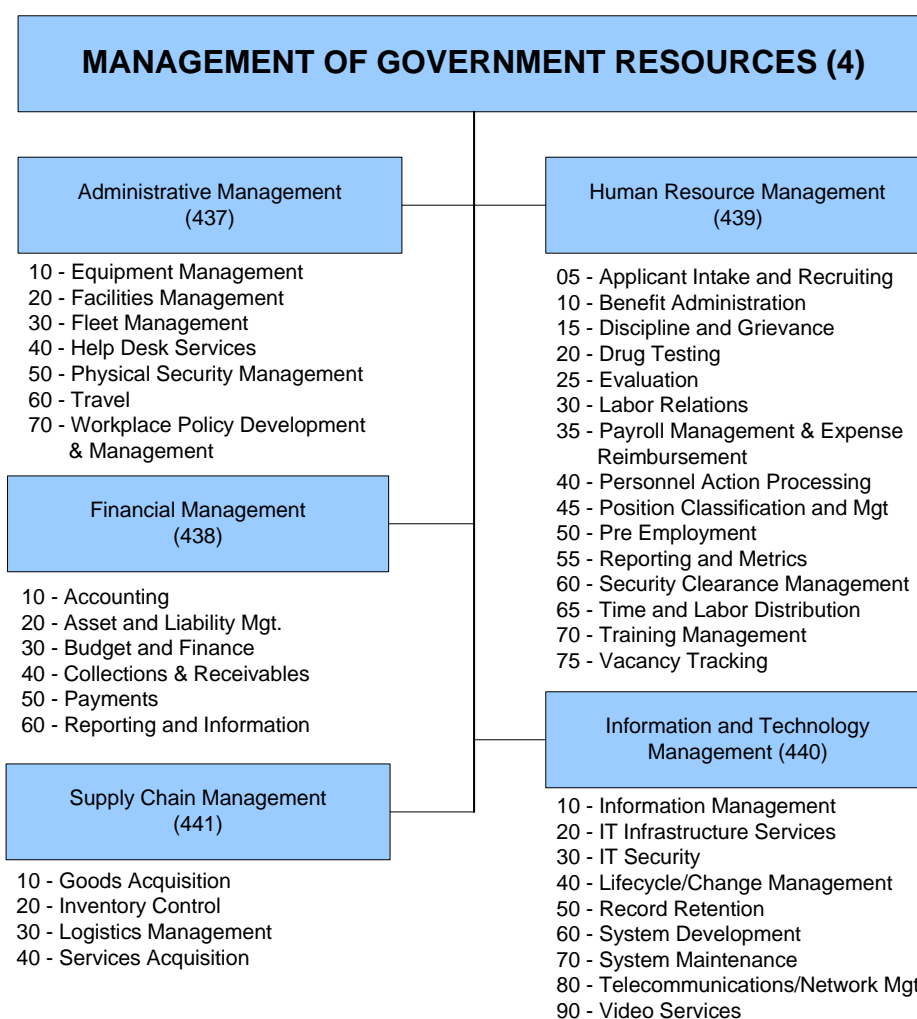 MANAGEMENT OF GOVERNMENT RESOURCES (4)
Administrative Management
(437)
10 - Equipment Management
20 - Facilities Management
30 - Fleet Management
40 - Help Desk Services
50 - Physical Security Management
60 - Travel
70 - Workplace Policy Development
& Management
Financial Management
(438)
10 - Accounting
20 - Asset and Liability Mgt.
30 - Budget and Finance
40 - Collections & Receivables
50 - Payments
60 - Reporting and Information
Supply Chain Management
(441)
10 - Goods Acquisition
20 - Inventory Control
30 - Logistics Management
40 - Services Acquisition
Human Resource Management
(439)
05 - Applicant Intake and Recruiting
10 - Benefit Administration
15 - Discipline and Grievance
20 - Drug Testing
25 - Evaluation
30 - Labor Relations
35 - Payroll Management & Expense
Reimbursement
40 - Personnel Action Processing
45 - Position Classification and Mgt
50 - Pre Employment
55 - Reporting and Metrics
60 - Security Clearance Management
65 - Time and Labor Distribution
70 - Training Management
75 - Vacancy Tracking
Information and Technology
Management (440)
10 - Information Management
20 - IT Infrastructure Services
30 - IT Security
40 - Lifecycle/Change Management
50 - Record Retention
60 - System Development
70 - System Maintenance
80 - Telecommunications/Network Mgt
90 - Video Services